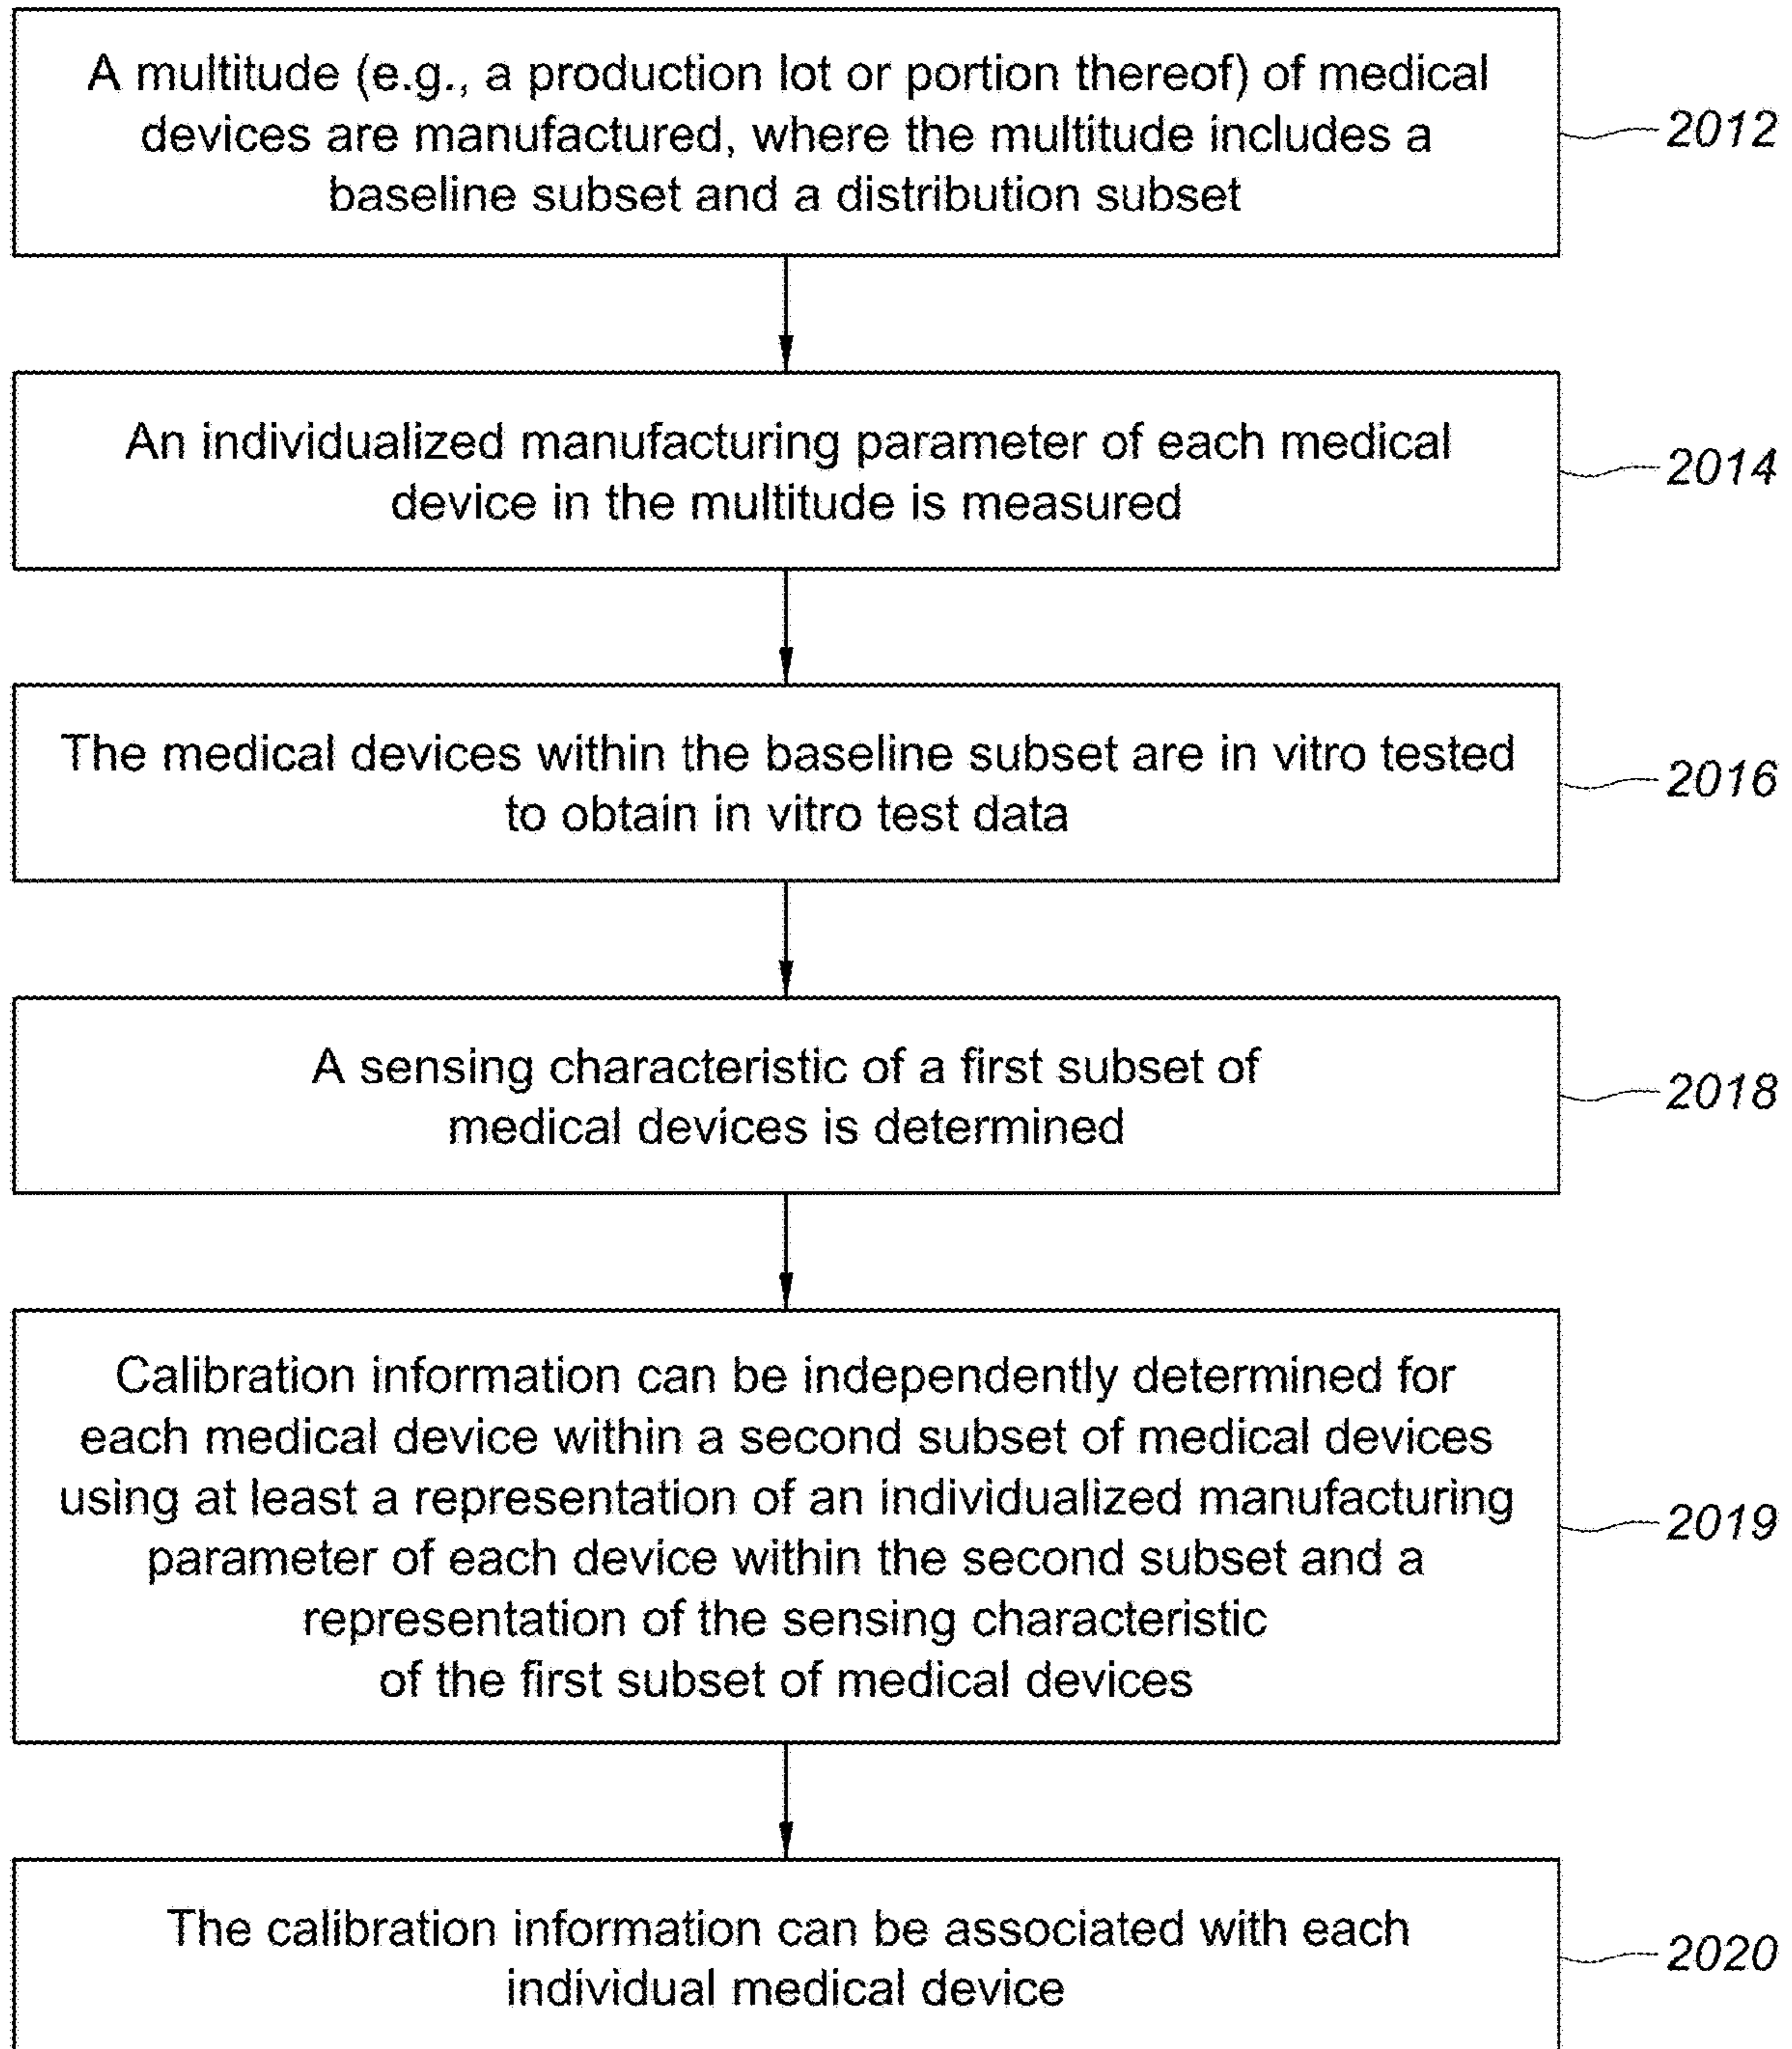 A multitude (e.g., a production lot or portion thereof) of medical
devices are manufactured, where the multitude includes a
baseline subset and a distribution subset
2012
An individualized manufacturing parameter of each medical
device in the multitude is measured
2014
The medical devices within the baseline subset are in vitro tested
to obtain in vitro test data
2016
A sensing characteristic of a first subset of
medical devices is determined
2018
Calibration information can be independently determined for
each medical device within a second subset of medical devices
using at least a representation of an individualized manufacturing
parameter of each device within the second subset and a
representation of the sensing characteristic
of the first subset of medical devices
2019
The calibration information can be associated with each
individual medical device
2020